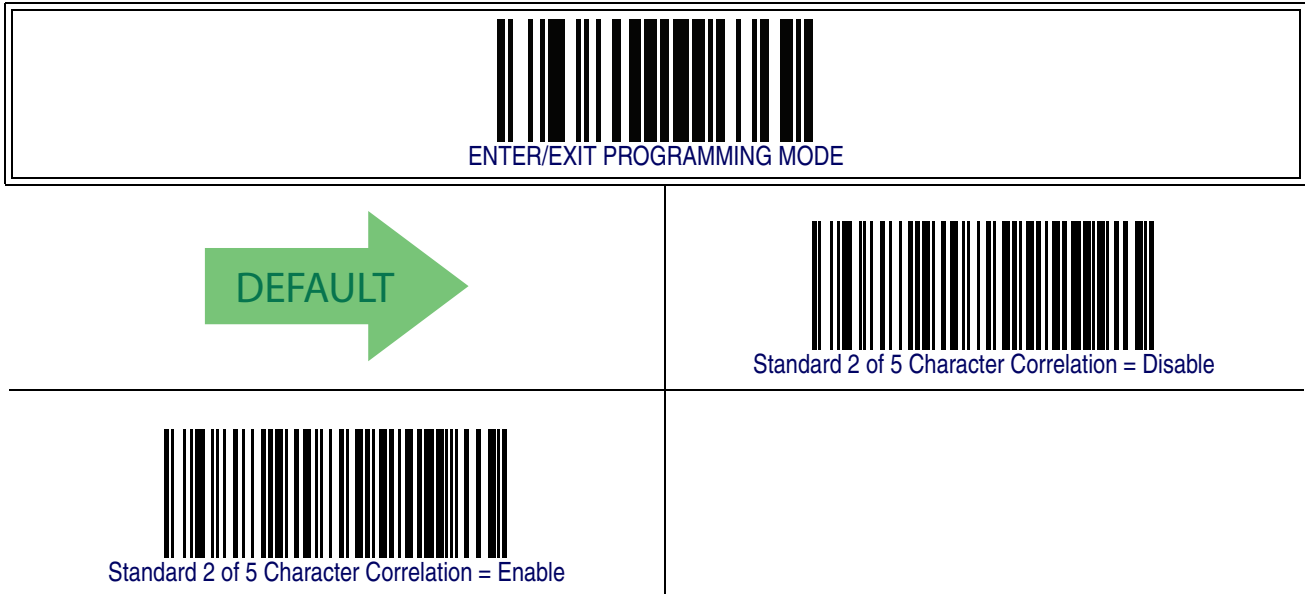 ENTER/EXIT PROGRAMMING MODE
DEFAULT
Standard 2 of 5 Character Correlation = Disable
Standard 2 of 5 Character Correlation = Enable